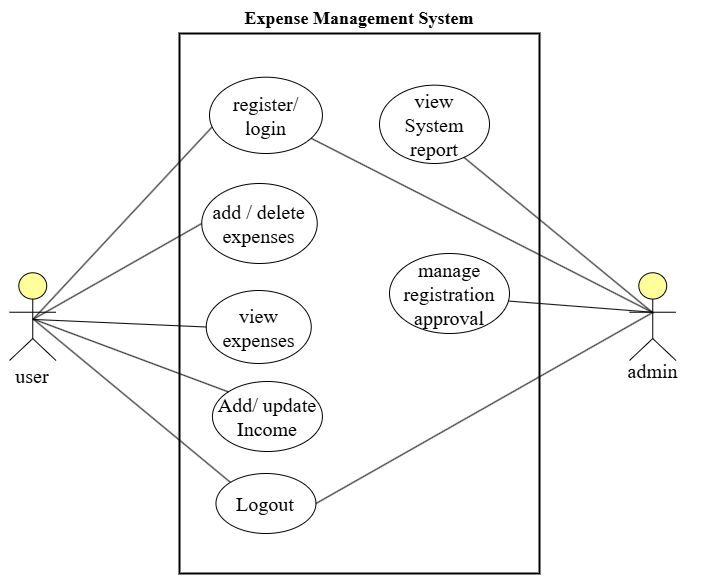 Expense Management System
register/
login
view
System
report
add / delete
expenses
manage
registration
approval
view
expenses
user
admin
Add/ update
Income
Logout